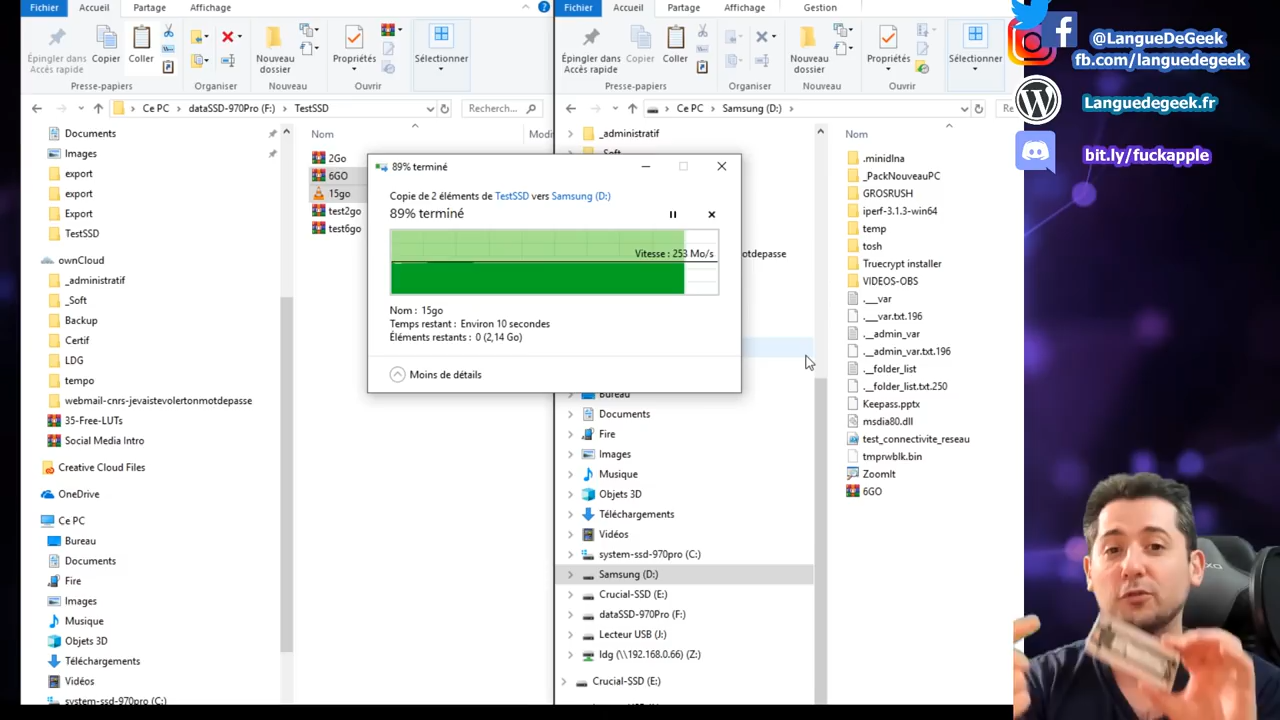 Fichier
Accueil
Partage
Affichage
Épingler dans
Accès rapide
Copier
Coller
Nouveau
dossier
Propriétés
Sélectionner
Presse-papiers
Organiser
Nouveau
Ouvrir
Ce PC
dataSSD-970Pro (F:)
TestSSD
Recherch...
Documents
Images
export
export
Export
TestSSD
ownCloud
_administratif
_Soft
Backup
Certif
LDG
tempo
webmail-cnrs-jevaistevolertonmotdepasse
35-Free-LUTs
Social Media Intro
Creative Cloud Files
OneDrive
Ce PC
Bureau
Documents
Fire
Images
Musique
Objets 3D
Téléchargements
Vidéos
system-ssd-970pro (C:)
Nom
Modi
2Go
6GO
15go
test2go
test6go
89% terminé
Copie de 2 éléments de TestSSD vers Samsung (D:)
89% terminé
Vitesse : 253 Mo/s
Nom : 15go
Temps restant : Environ 10 secondes
Éléments restants : 0 (2,14 Go)
Moins de détails
Fichier
Accueil
Partage
Affichage
Gestion
Épingler dans
Accès rapide
Copier
Coller
Nouveau
dossier
Propriétés
Sélectionner
Presse-papiers
Organiser
Nouveau
Ouvrir
Ce PC
Samsung (D:)
Re
_administratif
_Soft
otdepasse
Bureau
Documents
Fire
Images
Musique
Objets 3D
Téléchargements
Vidéos
system-ssd-970pro (C:)
Samsung (D:)
Crucial-SSD (E:)
dataSSD-970Pro (F:)
Lecteur USB (J:)
ldg (\\192.168.0.66) (Z:)
Crucial-SSD (E:)
Nom
.minidlna
_PackNouveauPC
GROSRUSH
iperf-3.1.3-win64
temp
tosh
Truecrypt installer
VIDEOS-OBS
.___var
.___var.txt.196
.__admin_var
.__admin_var.txt.196
.__folder_list
.__folder_list.txt.250
Keepass.pptx
msdia80.dll
test_connectivite_reseau
tmprwblk.bin
ZoomIt
6GO
@LangueDeGeek
fb.com/languedegeek
Languedegeek.fr
bit.ly/fuckapple